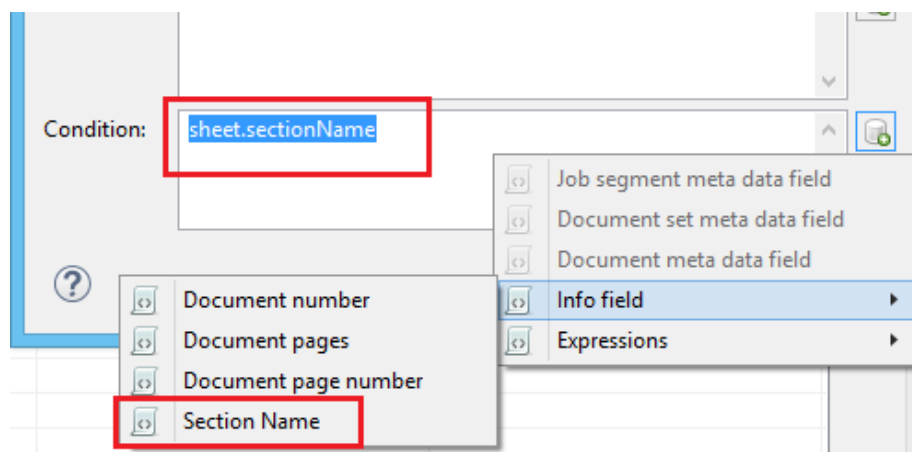 Condition:
sheet.sectionName
Job segment meta data field
Document set meta data field
Document meta data field
Info field
Expressions
?
Document number
Document pages
Document page number
Section Name